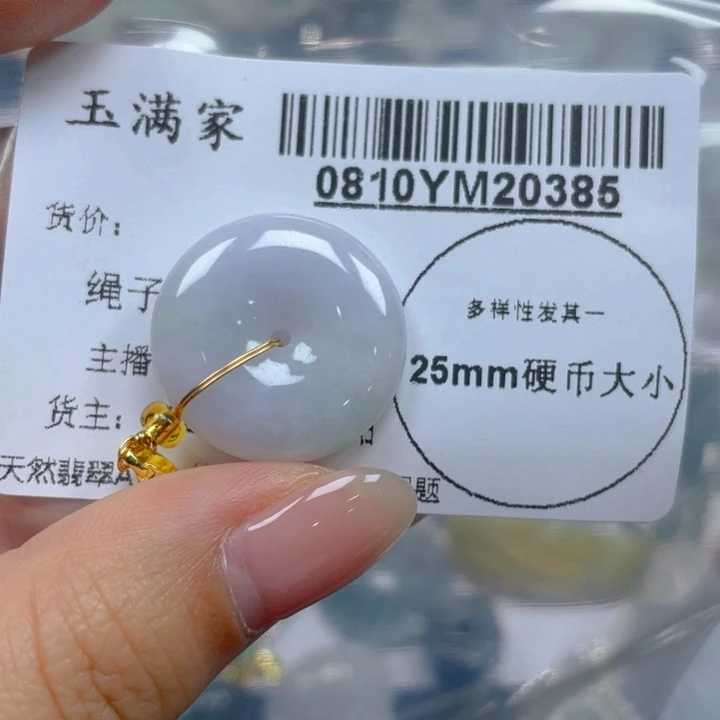 玉满家
0810YM20385
货价:
绳子
主播
货主:
天然翡翠A
题
多样性发其一
25mm硬币大小